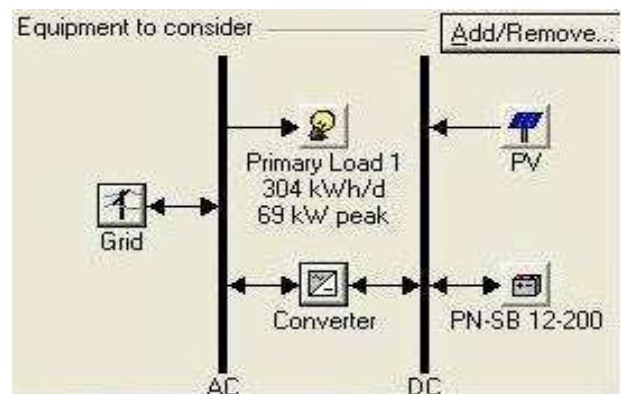 Equipment to consider
Add/Remove...
Primary Load 1
304 kWh/d
69 kW peak
PV
Grid
Converter
PN-SB 12-200
AC
DC